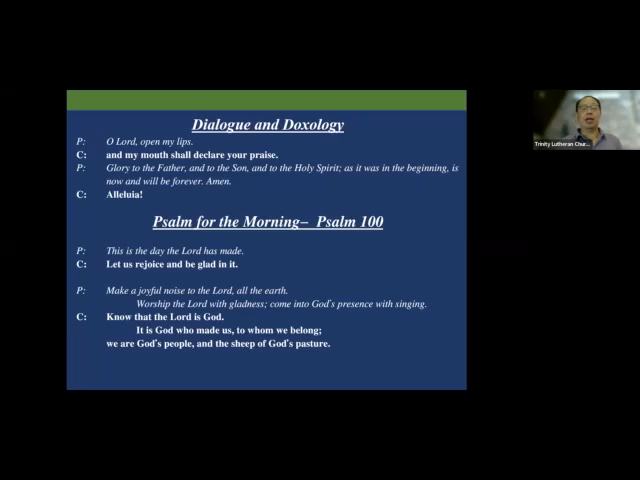 Dialogue and Doxology
P: O Lord, open my lips.
C: and my mouth shall declare your praise.
P: Glory to the Father, and to the Son, and to the Holy Spirit; as it was in the beginning, is
now and will be forever. Amen.
C: Alleluia!
Psalm for the Morning– Psalm 100
P: This is the day the Lord has made.
C: Let us rejoice and be glad in it.
P: Make a joyful noise to the Lord, all the earth.
Worship the Lord with gladness; come into God's presence with singing.
C: Know that the Lord is God.
It is God who made us, to whom we belong;
we are God's people, and the sheep of God's pasture.
Trinity Lutheran Chur...